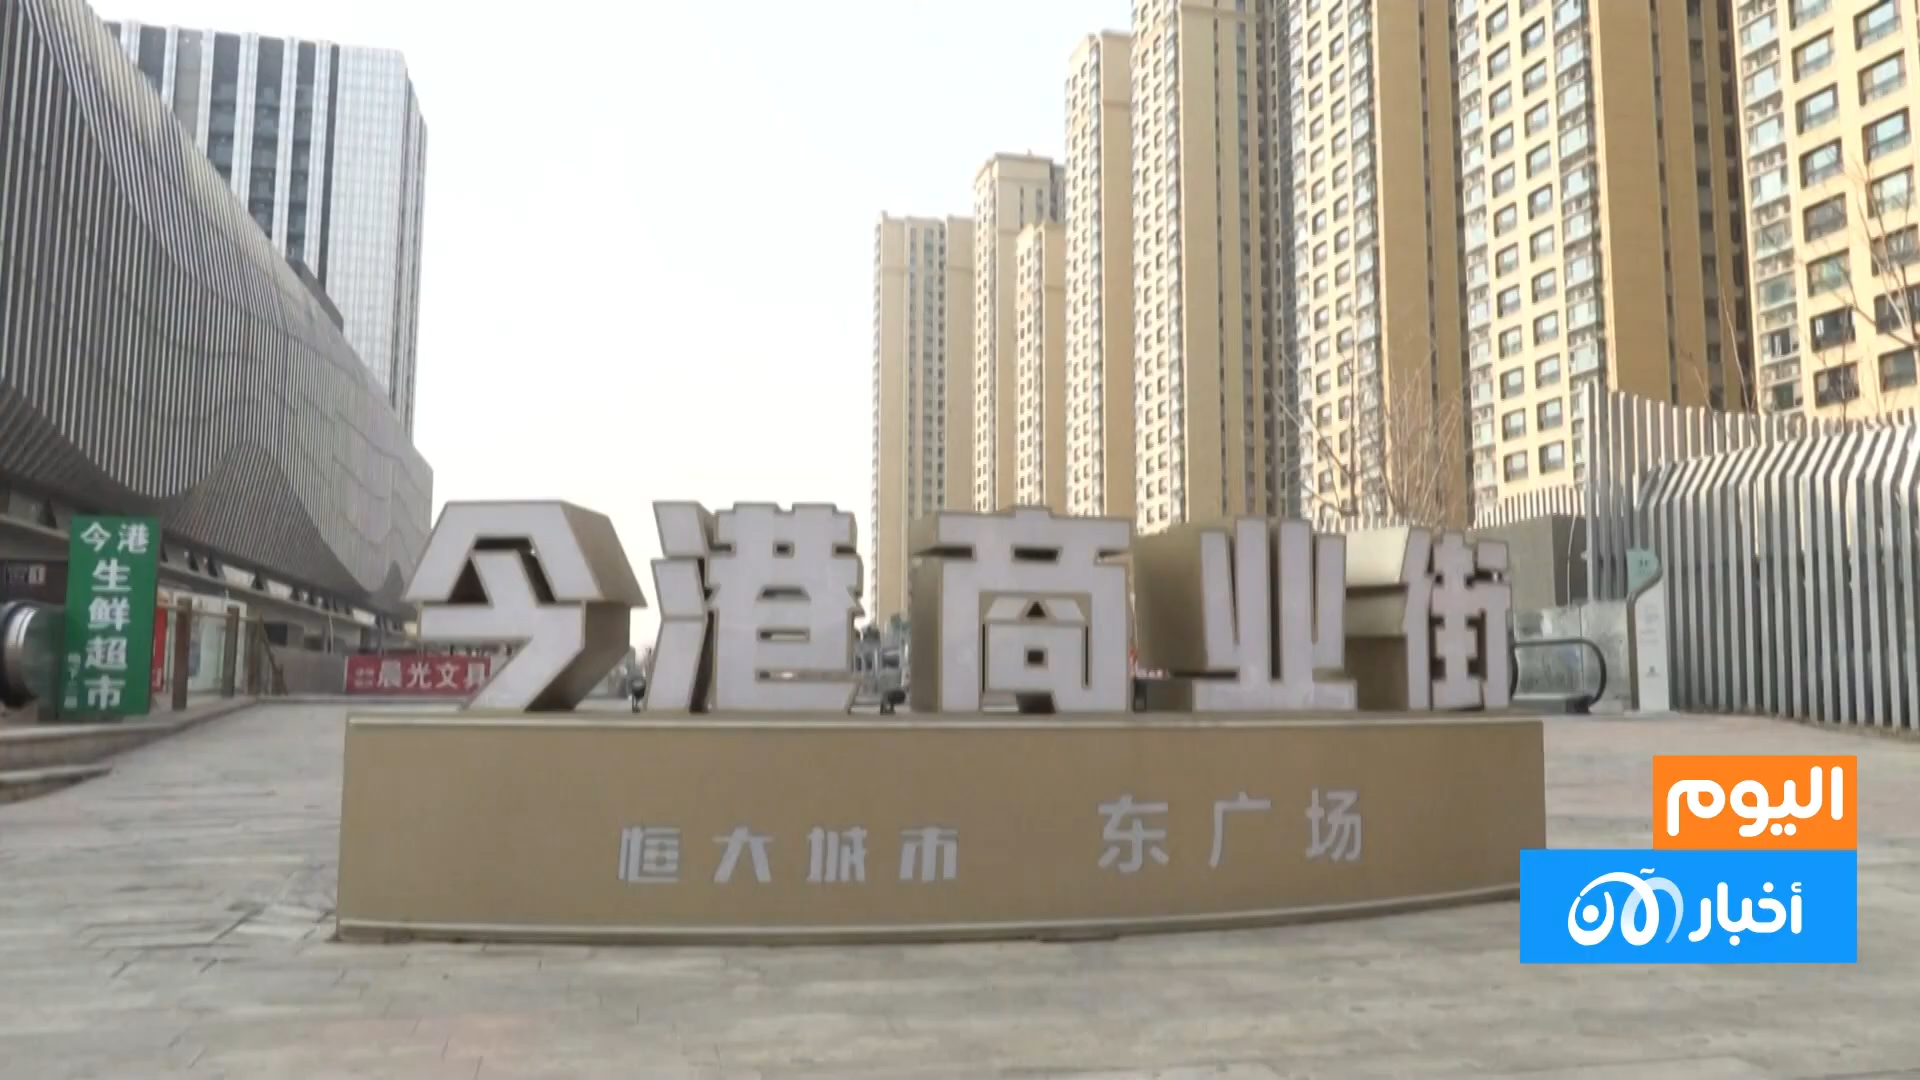 今港商业街
恒大城市 东广场
今港
生鲜超市
晨光文具
اليوم
أخبار الآن